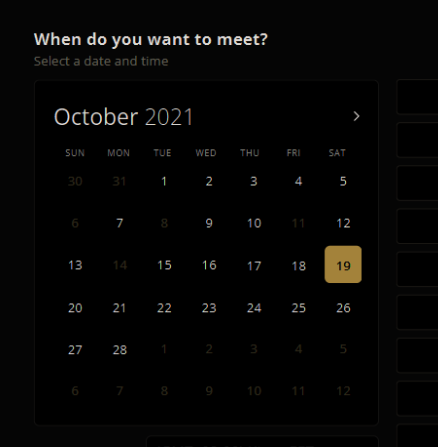 When do you want to meet?
Select a date and time
October 2021 >
SUN MON TUE WED THU FRI SAT
30 31 1 2 3 4 5
6 7 8 9 10 11 12
13 14 15 16 17 18 19
20 21 22 23 24 25 26
27 28 1 2 3 4 5
6 7 8 9 10 11 12